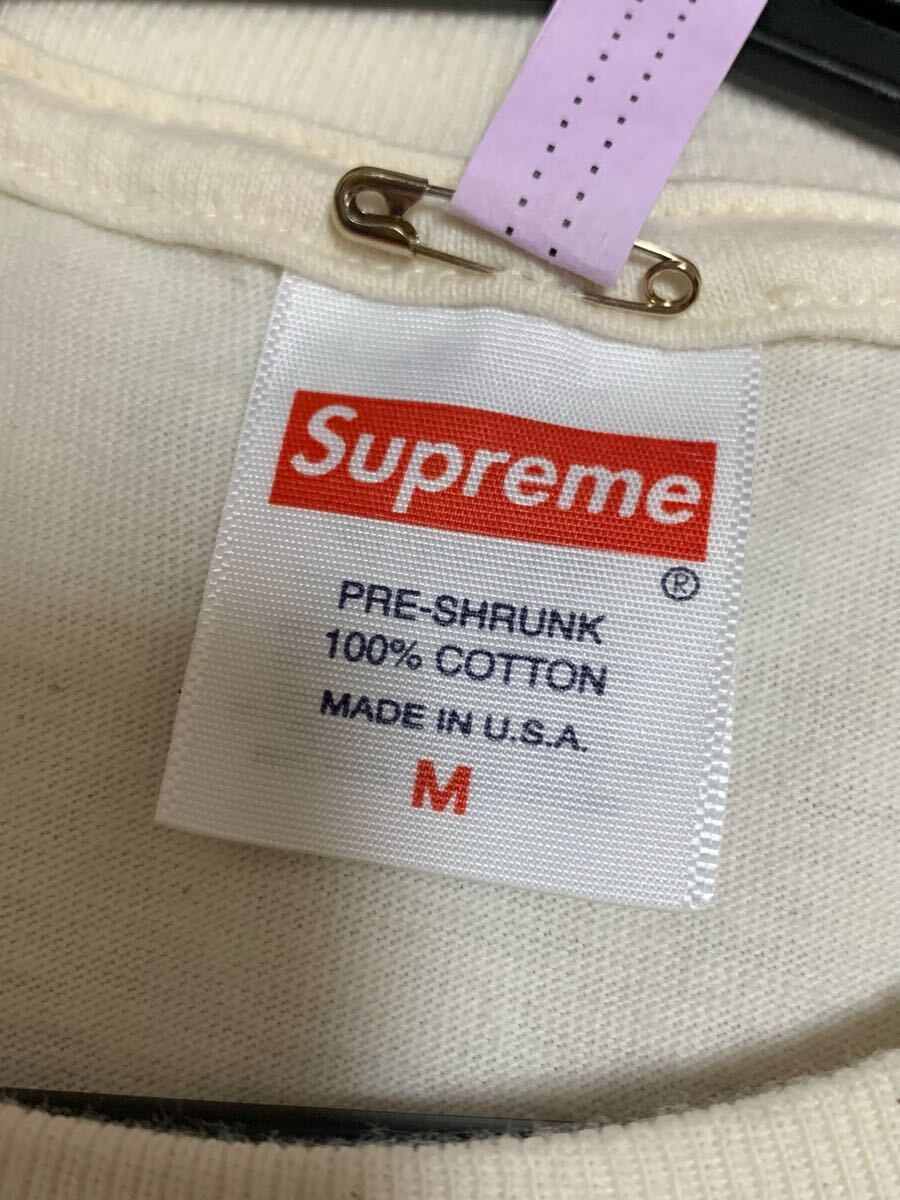 Supreme
®
PRE-SHRUNK
100% COTTON
MADE IN U.S.A.
M